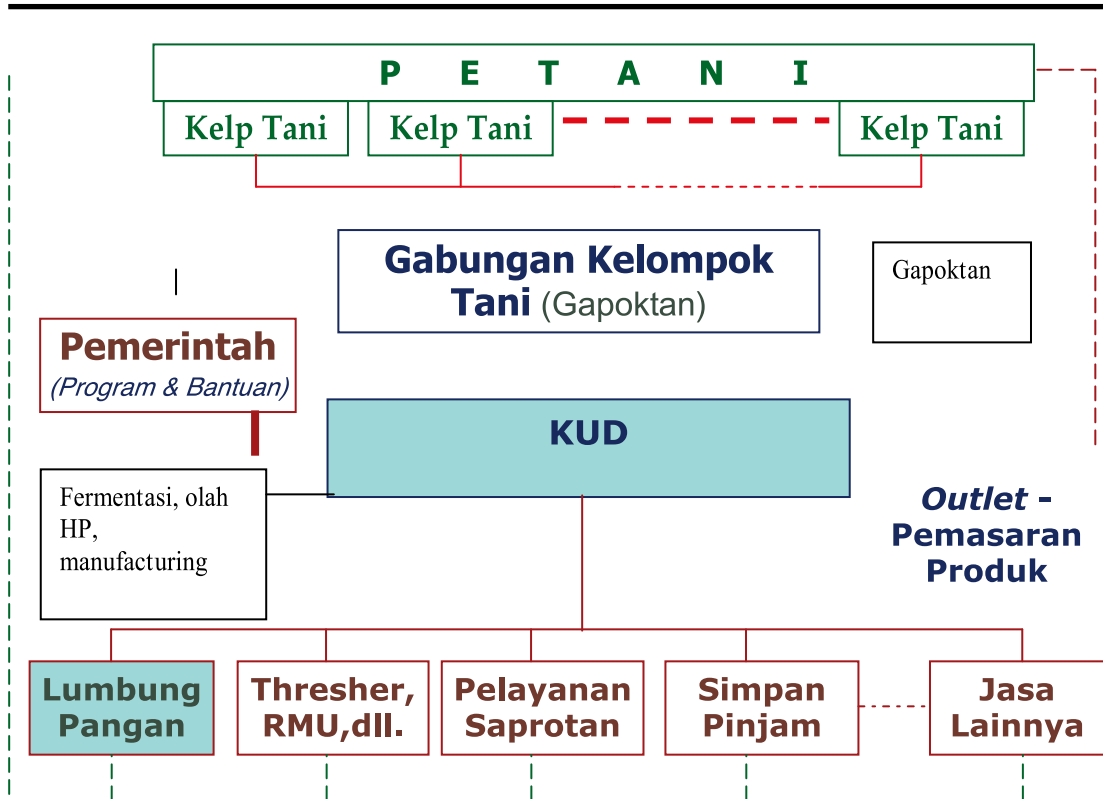 P E T A N I
Kelp Tani
Kelp Tani
Kelp Tani
Gabungan Kelompok
Tani (Gapoktan)
Gapoktan
Pemerintah
(Program & Bantuan)
KUD
Fermentasi, olah
HP,
manufacturing
Outlet -
Pemasaran
Produk
Lumbung
Pangan
Thresher,
RMU,dll.
Pelayanan
Saprotan
Simpan
Pinjam
Jasa
Lainnya